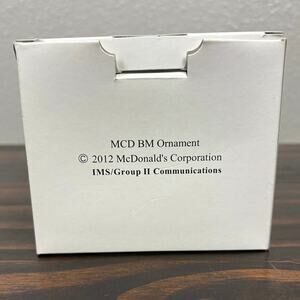 MCD BM Ornament
© 2012 McDonald's Corporation
IMS/Group II Communications